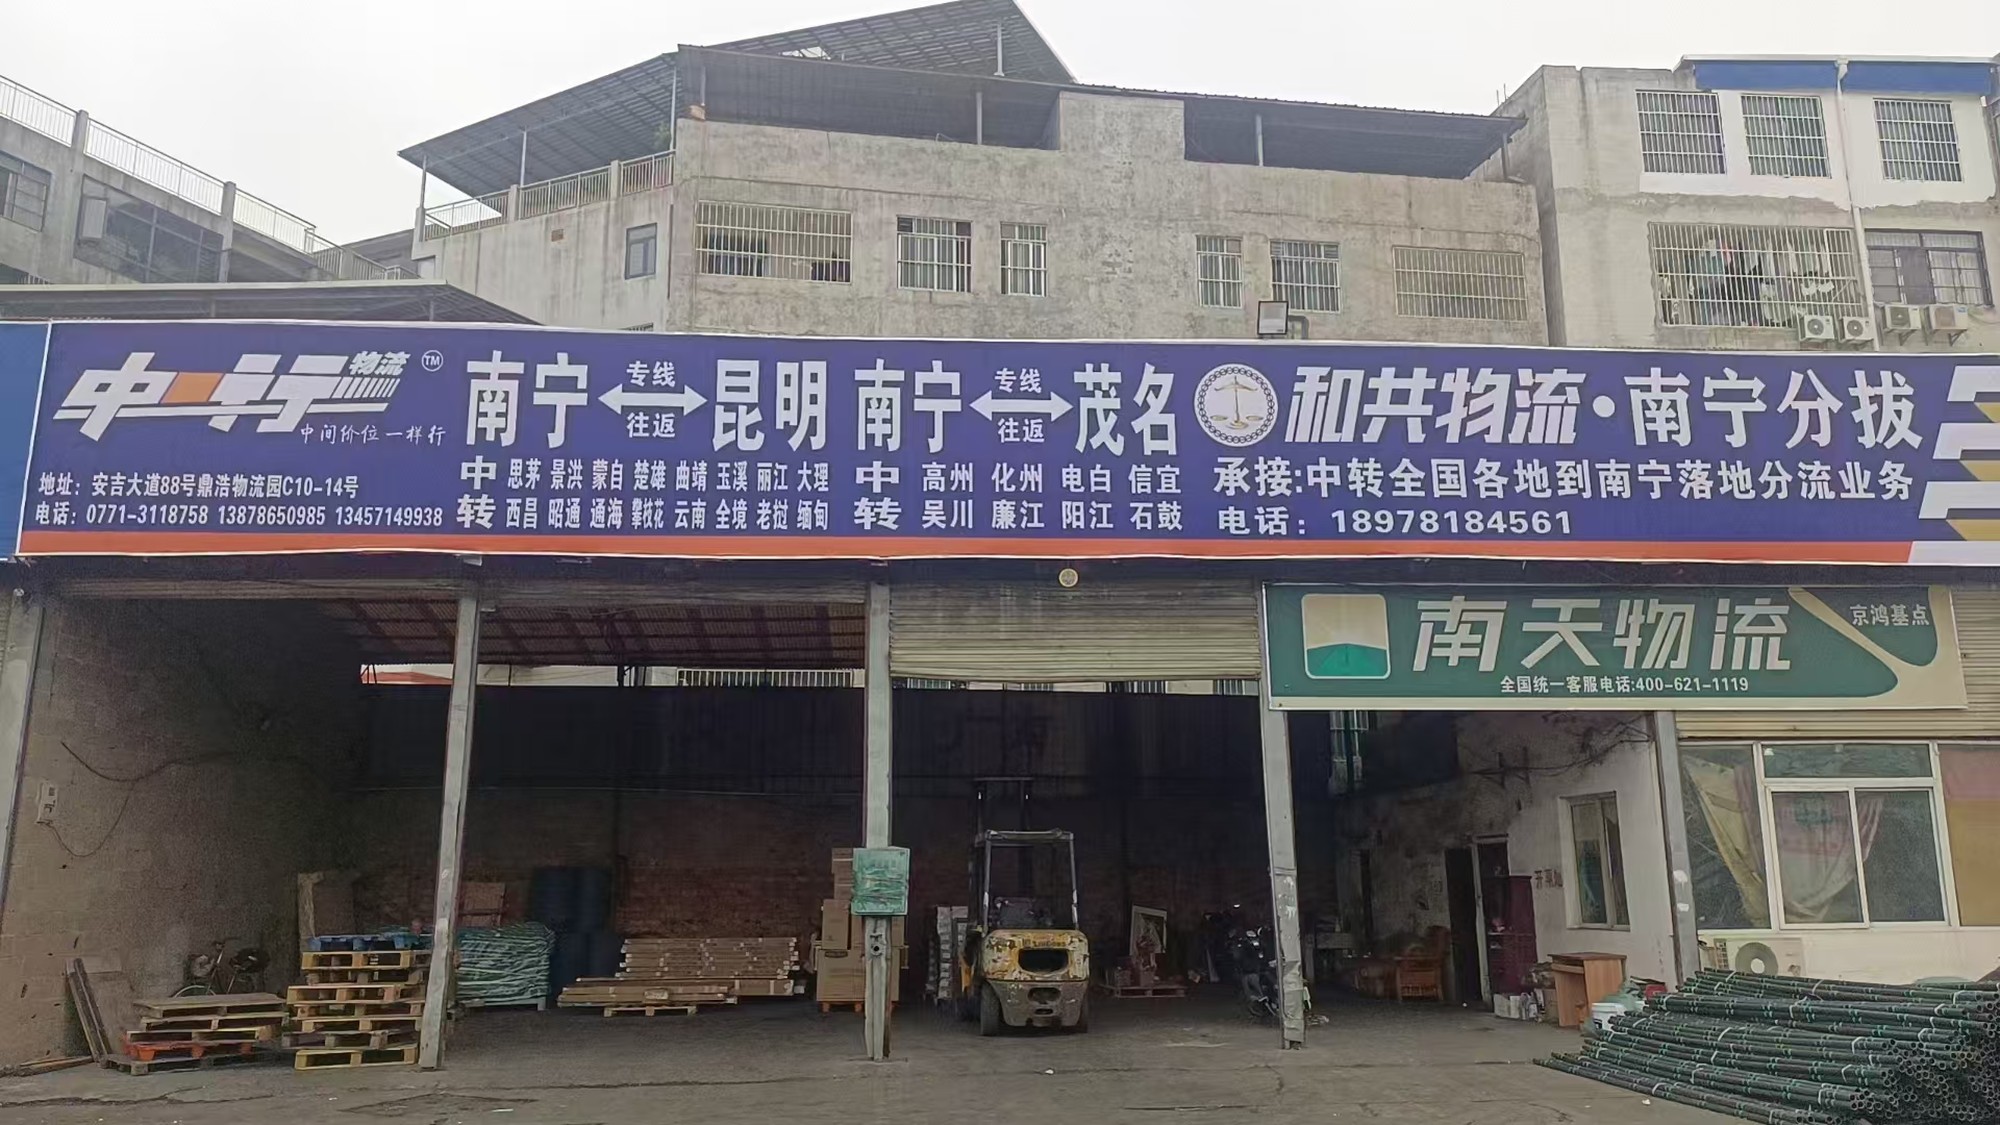 中行物流 TM
中间价位一样行
地址：安吉大道88号鼎浩物流园C10-14号
电话：0771-3118758 13878650985 13457149938
南宁 专线 往返 昆明
中转 思茅 景洪 蒙自 楚雄 曲靖 玉溪 丽江 大理
西昌 昭通 通海 攀枝花 云南 全境 老挝 缅甸
南宁 专线 往返 茂名
中转 高州 化州 电白 信宜
吴川 廉江 阳江 石鼓
和共物流·南宁分拔
承接:中转全国各地到南宁落地分流业务
电话：18978184561
南天物流
京鸿基点
全国统一客服电话:400-621-1119